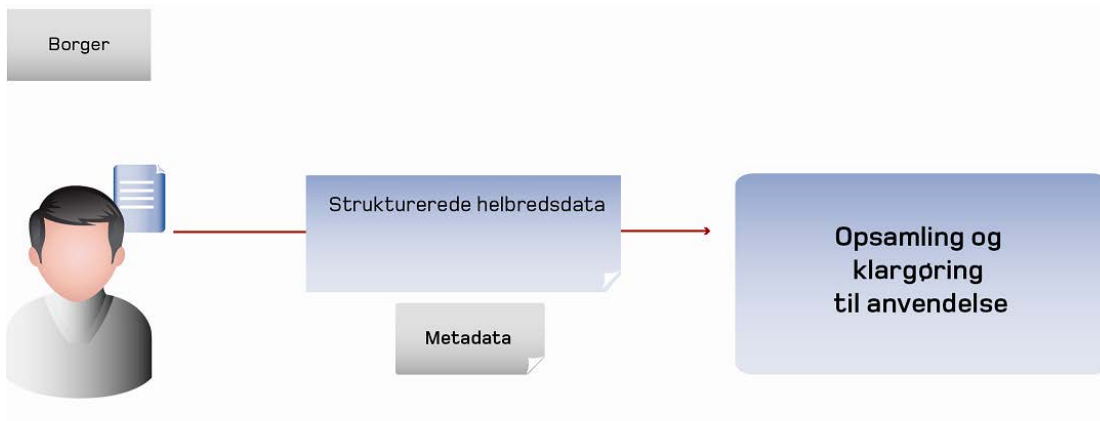 Borger
Strukturerede helbredsdata
Metadata
Opsamling og
klargøring
til anvendelse